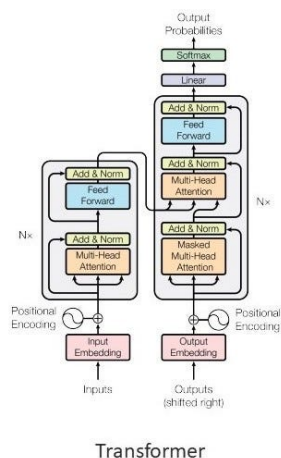 Output
Probabilities
Softmax
Linear
Add & Norm
Feed
Forward
Add & Norm
Multi-Head
Attention
Add & Norm
Masked
Multi-Head
Attention
Nx
Positional
Encoding
Output
Embedding
Outputs
(shifted right)
Add & Norm
Feed
Forward
Nx
Add & Norm
Multi-Head
Attention
Positional
Encoding
Input
Embedding
Inputs
Transformer